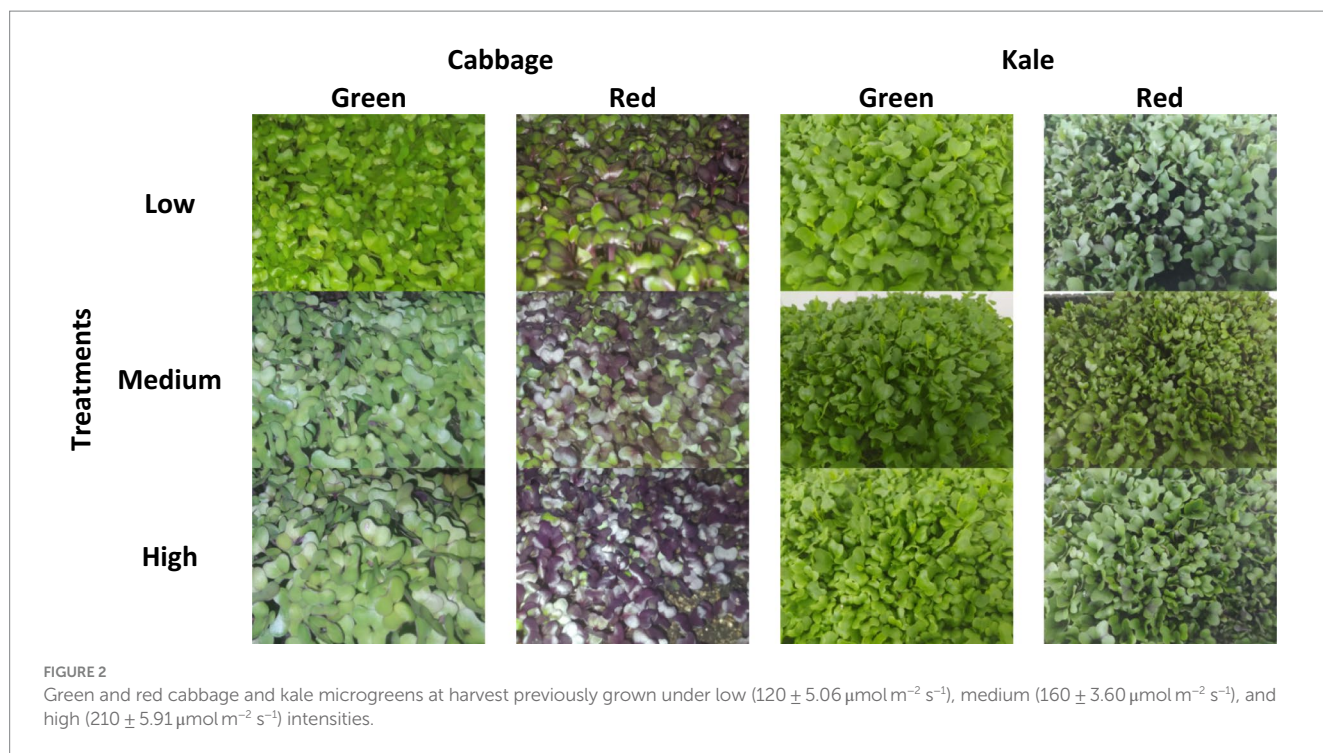 Cabbage Kale
Green Red Green Red
Low
Treatments
Medium
High
FIGURE 2
Green and red cabbage and kale microgreens at harvest previously grown under low (120 ± 5.06 μmol m⁻² s⁻¹), medium (160 ± 3.60 μmol m⁻² s⁻¹), and
high (210 ± 5.91 μmol m⁻² s⁻¹) intensities.